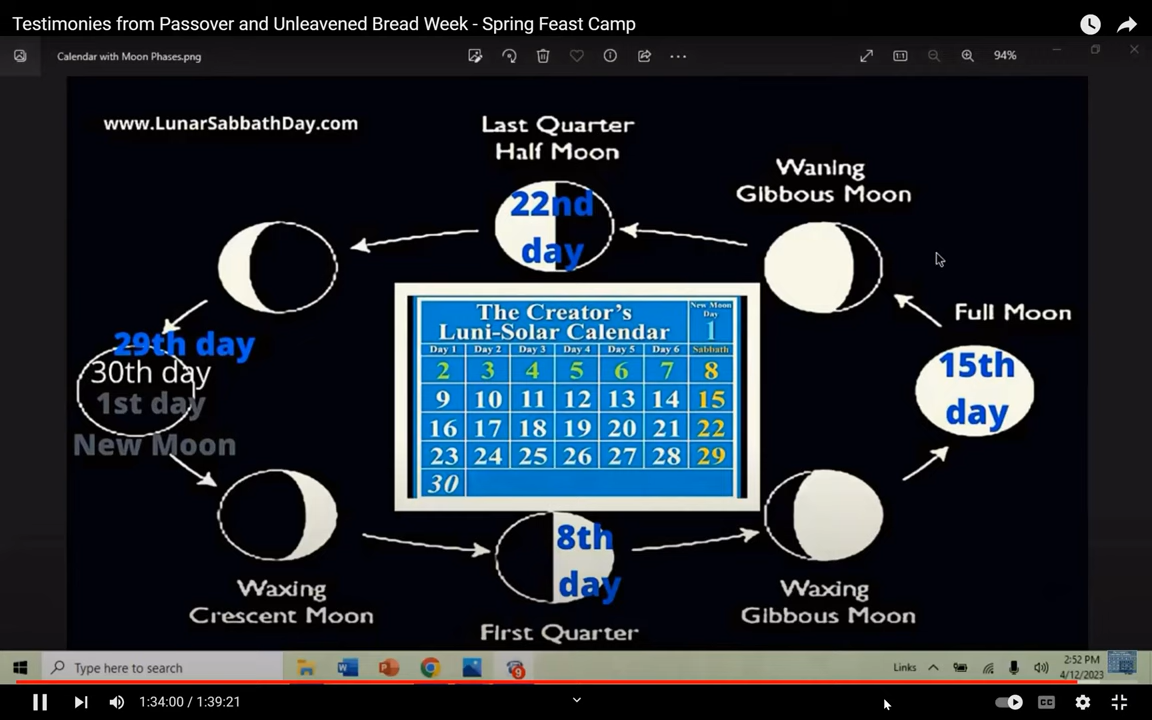 Testimonies from Passover and Unleavened Bread Week - Spring Feast Camp
Calendar with Moon Phases.png
1:1
94%
www.LunarSabbathDay.com
Last Quarter
Half Moon
Waning
Gibbous Moon
22nd
day
Full Moon
15th
day
29th day
30th day
1st day
New Moon
The Creator's
Luni-Solar Calendar
New Moon
Day
1
Day 1 Day 2 Day 3 Day 4 Day 5 Day 6 Sabbath
2 3 4 5 6 7 8
9 10 11 12 13 14 15
16 17 18 19 20 21 22
23 24 25 26 27 28 29
30
8th
day
Waxing
Crescent Moon
First Quarter
Waxing
Gibbous Moon
Type here to search
9
Links
2:52 PM
4/12/2023
1:34:00 / 1:39:21
CC